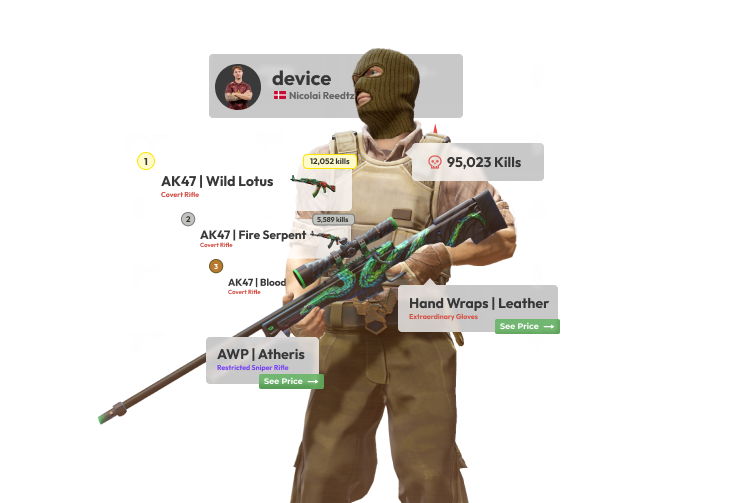 device
Nicolai Reedtz
1
12,052 kills
AK47 | Wild Lotus
Covert Rifle
95,023 Kills
2
5,589 kills
AK47 | Fire Serpent
Covert Rifle
3
AK47 | Blood
Covert Rifle
Hand Wraps | Leather
Extraordinary Gloves
See Price →
AWP | Atheris
Restricted Sniper Rifle
See Price →